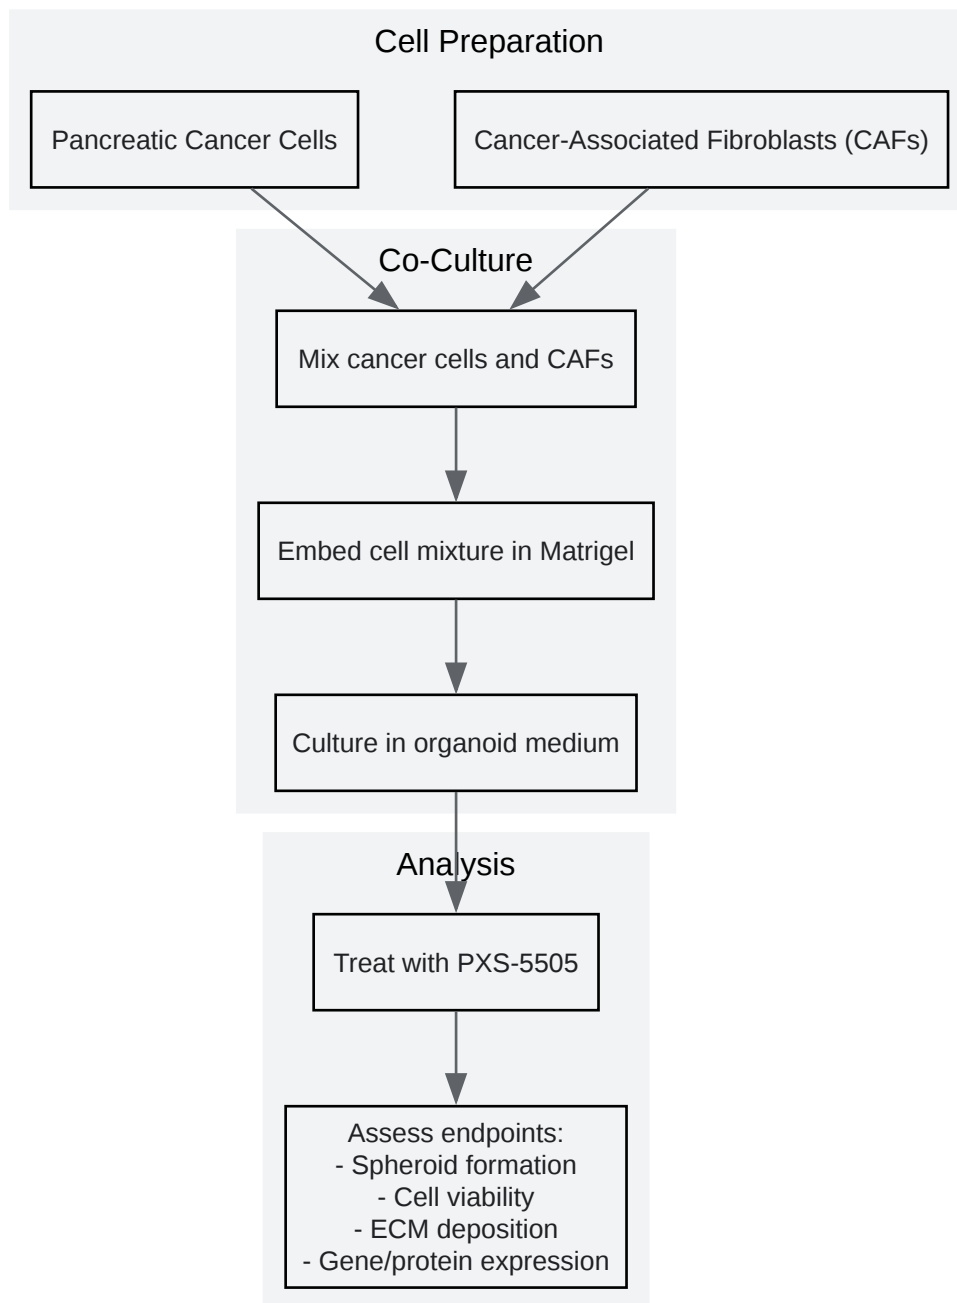 Cell Preparation
Pancreatic Cancer Cells
Cancer-Associated Fibroblasts (CAFs)
Co-Culture
Mix cancer cells and CAFs
Embed cell mixture in Matrigel
Culture in organoid medium
Analysis
Treat with PXS-5505
Assess endpoints:
- Spheroid formation
- Cell viability
- ECM deposition
- Gene/protein expression